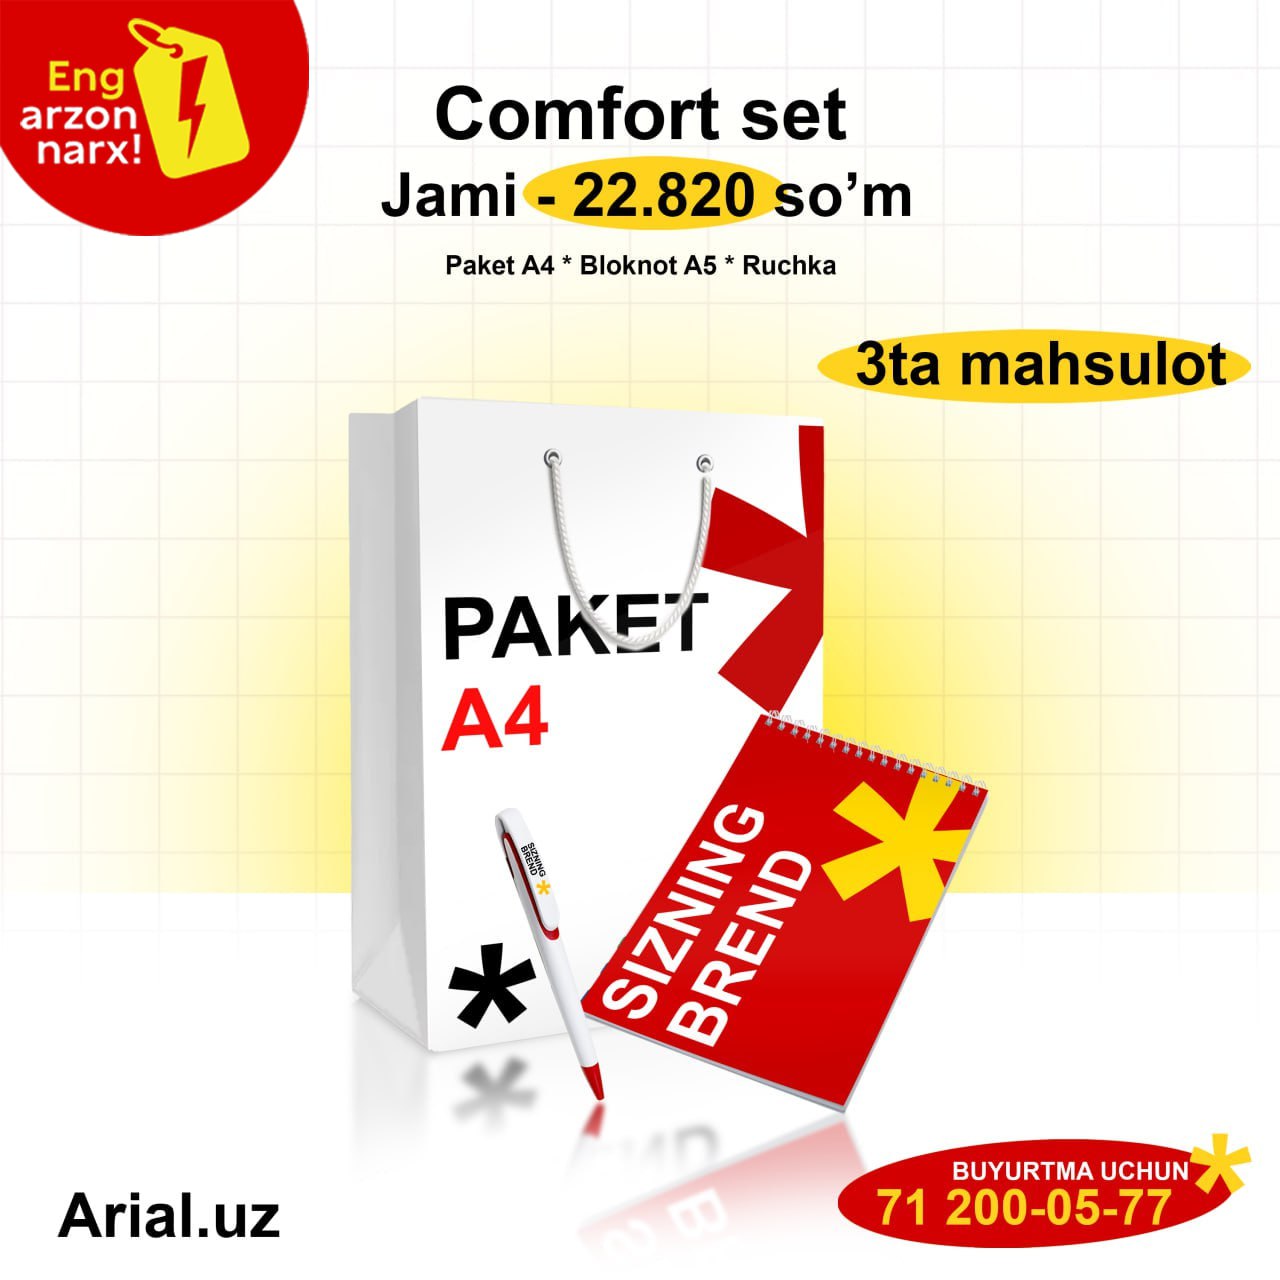 Eng
arzon
narx!
Comfort set
Jami - 22.820 so’m
Paket A4 * Bloknot A5 * Ruchka
3ta mahsulot
PAKET
A4
SIZNING
BREND
SIZNING
BREND
Arial.uz
BUYURTMA UCHUN
71 200-05-77